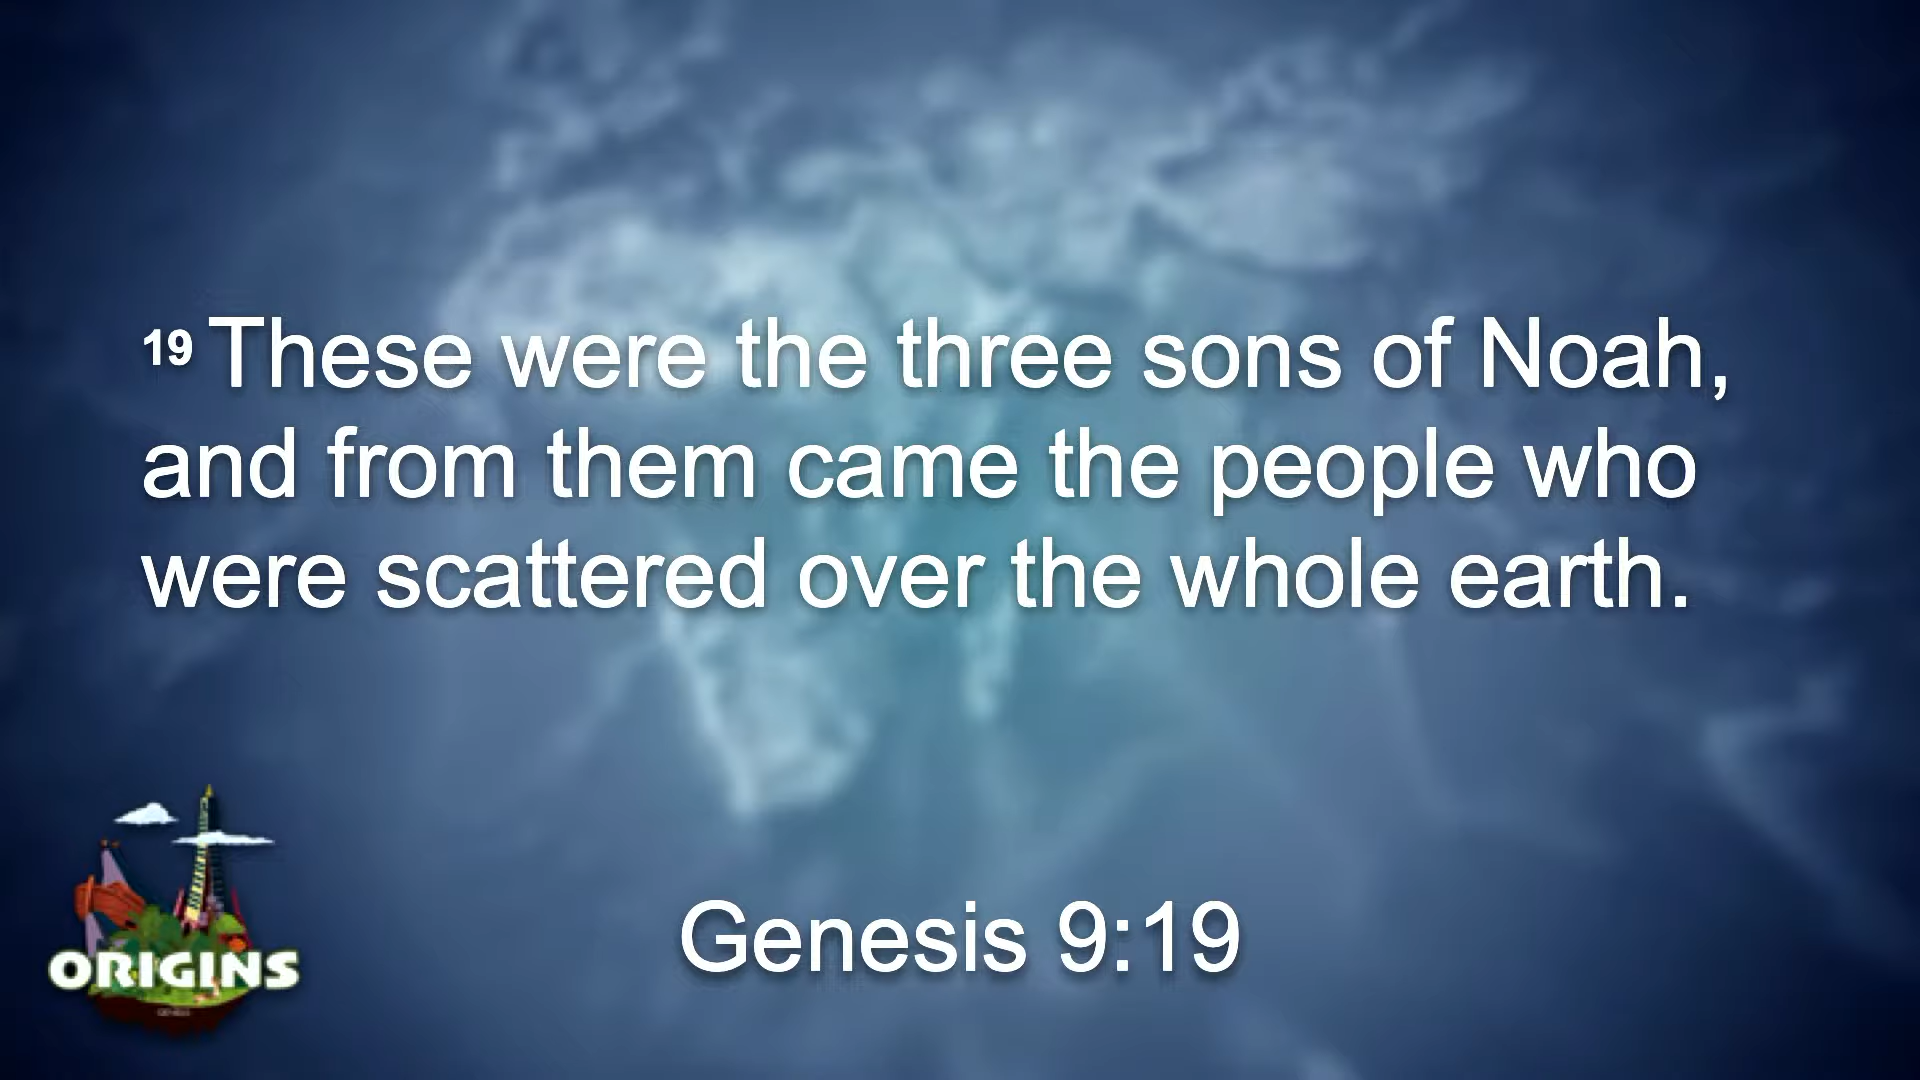 19 These were the three sons of Noah,
and from them came the people who
were scattered over the whole earth.
Genesis 9:19
ORIGINS